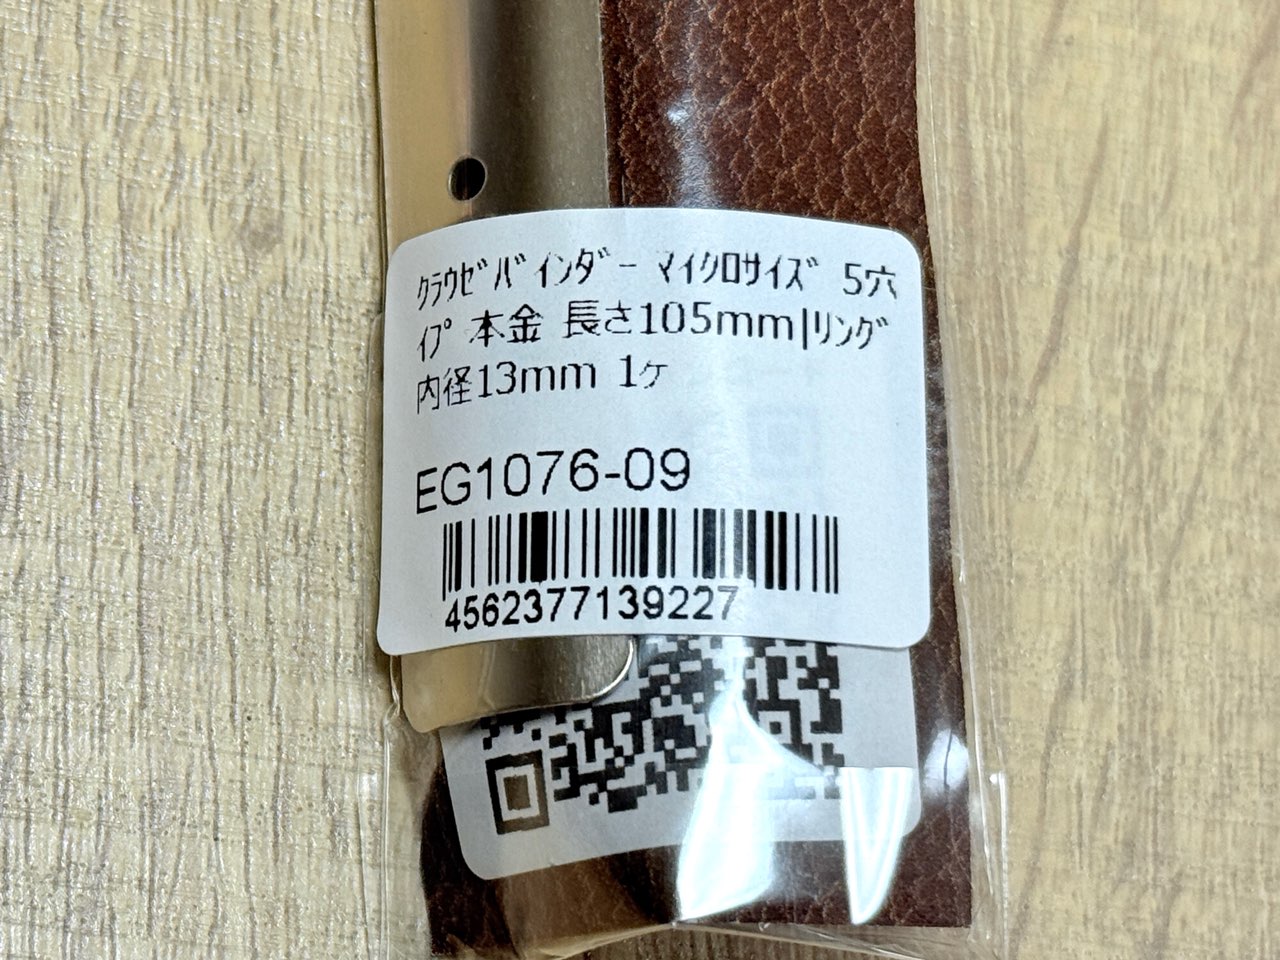 ｸﾗｳｾﾞﾊﾞｲﾝﾀﾞｰ ﾏｲｸﾛｻｲｽﾞ 5穴
ｲﾌﾟ 本金 長さ105mm|ﾘﾝｸﾞ
内径13mm 1ケ
EG1076-09
4562377139227